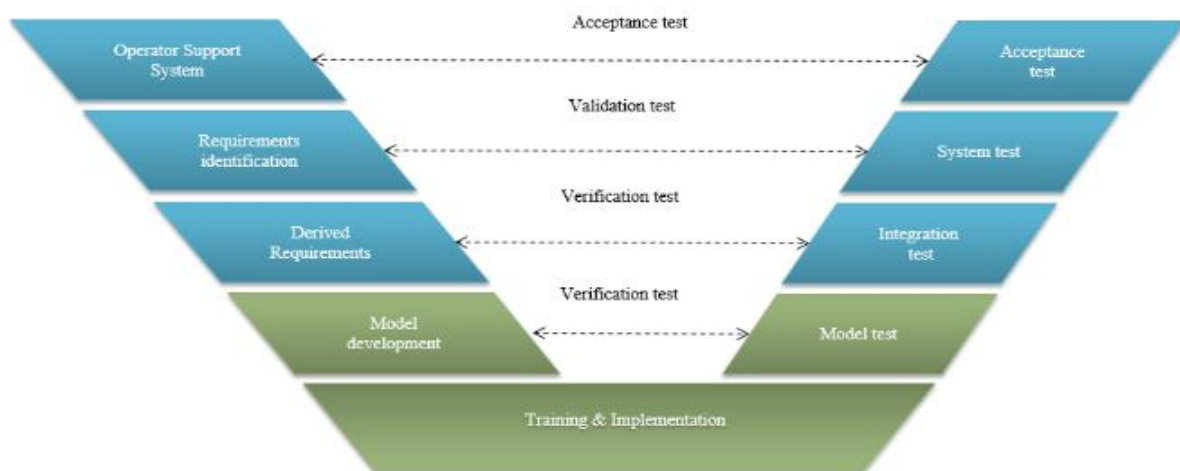 Acceptance test
Operator Support
System
Acceptance
test
Validation test
Requirements
identification
System test
Verification test
Derived
Requirements
Integration
test
Verification test
Model
development
Model test
Training & Implementation